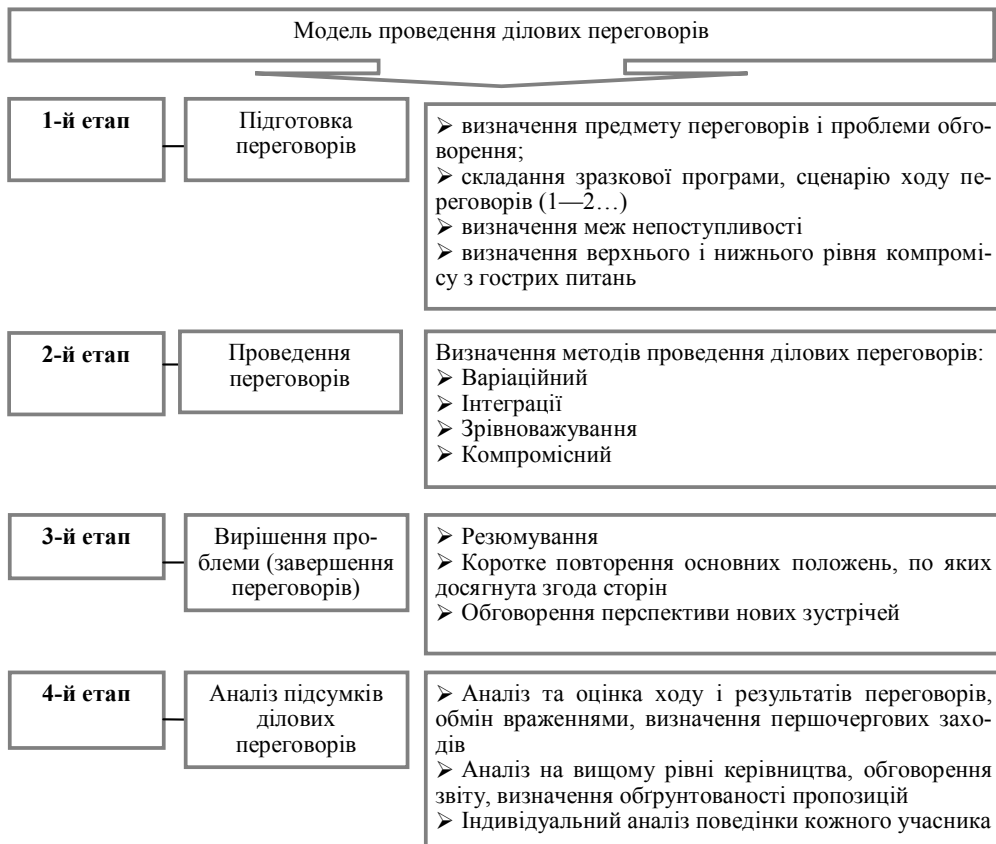 Модель проведення ділових переговорів
1-й етап
Підготовка
переговорів
➢ визначення предмету переговорів і проблеми обго-
ворення;
➢ складання зразкової програми, сценарію ходу пе-
реговорів (1—2…)
➢ визначення меж непоступливості
➢ визначення верхнього і нижнього рівня компромі-
су з гострих питань
2-й етап
Проведення
переговорів
Визначення методів проведення ділових переговорів:
➢ Варіаційний
➢ Інтеграції
➢ Зрівноважування
➢ Компромісний
3-й етап
Вирішення про-
блеми (завершення
переговорів)
➢ Резюмування
➢ Коротке повторення основних положень, по яких
досягнута згода сторін
➢ Обговорення перспективи нових зустрічей
4-й етап
Аналіз підсумків
ділових
переговорів
➢ Аналіз та оцінка ходу і результатів переговорів,
обмін враженнями, визначення першочергових захо-
дів
➢ Аналіз на вищому рівні керівництва, обговорення
звіту, визначення обґрунтованості пропозицій
➢ Індивідуальний аналіз поведінки кожного учасника